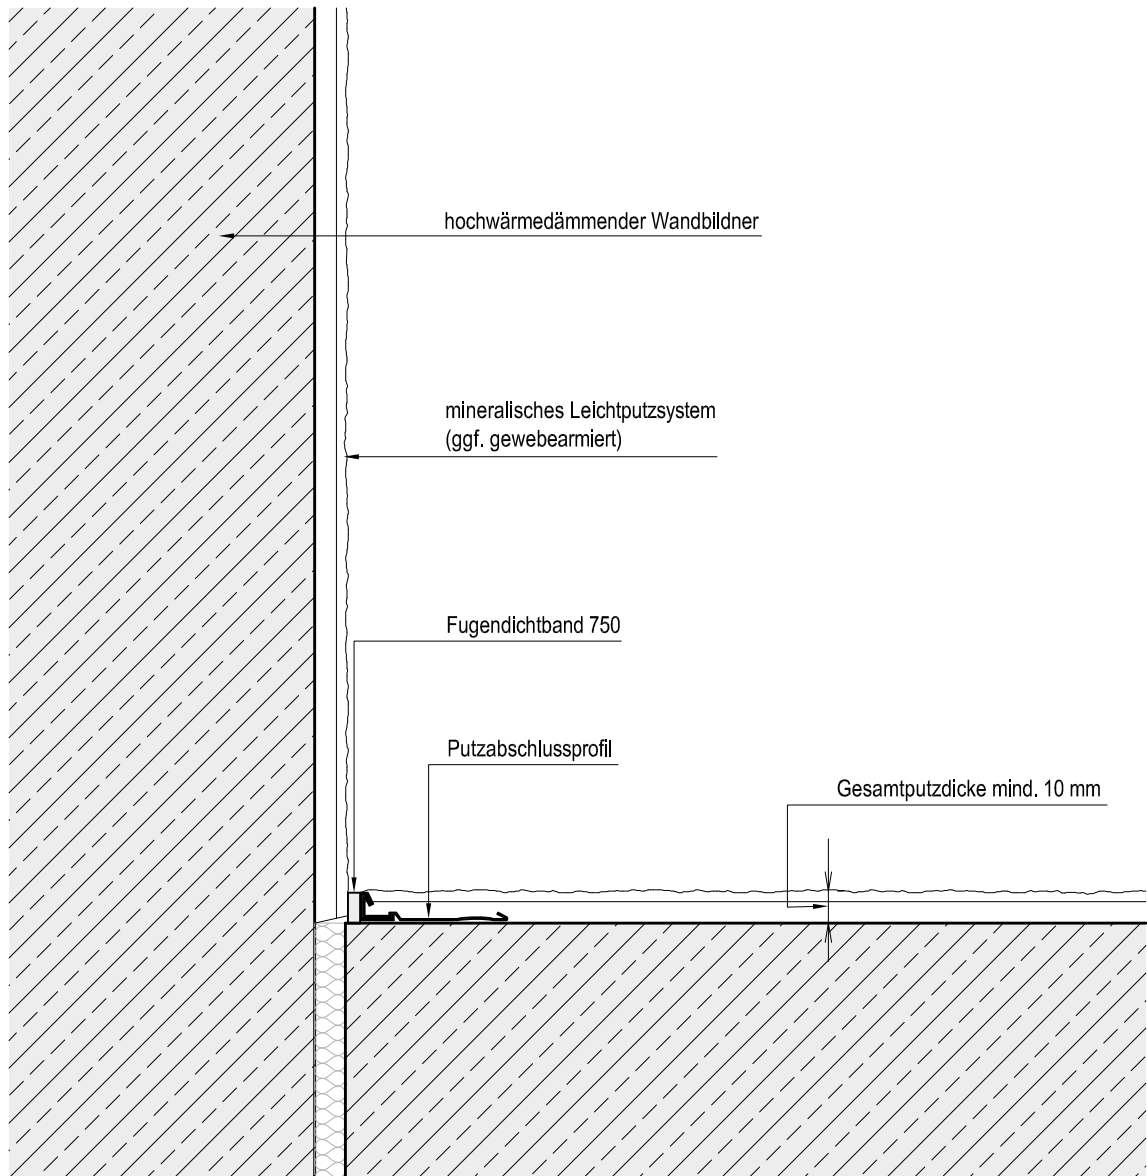 hochwärmedämmender Wandbildner
mineralisches Leichtputzsystem
(ggf. gewebearmiert)
Fugendichtband 750
Putzabschlussprofil
Gesamtputzdicke mind. 10 mm